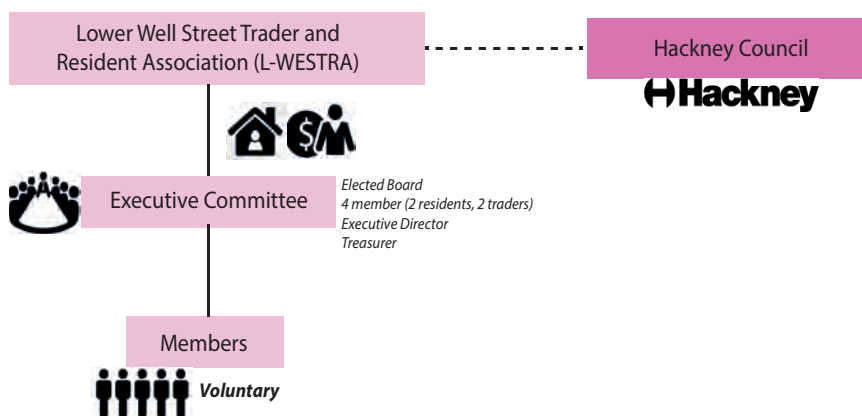 Lower Well Street Trader and
Resident Association (L-WESTRA)
Hackney Council
Hackney
Executive Committee
Elected Board
4 member (2 residents, 2 traders)
Executive Director
Treasurer
Members
Voluntary